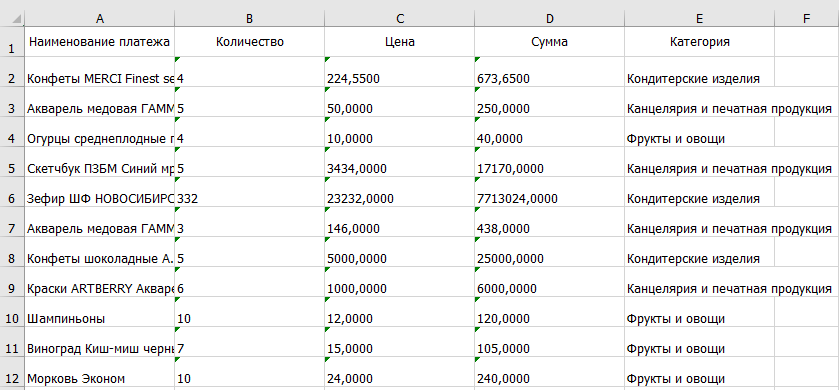 A B C D E F
1 Наименование платежа Количество Цена Сумма Категория
2 Конфеты MERCI Finest se 4 224,5500 673,6500 Кондитерские изделия
3 Акварель медовая ГАММ 5 50,0000 250,0000 Канцелярия и печатная продукция
4 Огурцы среднеплодные г 4 10,0000 40,0000 Фрукты и овощи
5 Скетчбук ПЗБМ Синий мр 5 3434,0000 17170,0000 Канцелярия и печатная продукция
6 Зефир ШФ НОВОСИБИРС 332 23232,0000 7713024,0000 Кондитерские изделия
7 Акварель медовая ГАММ 3 146,0000 438,0000 Канцелярия и печатная продукция
8 Конфеты шоколадные А. 5 5000,0000 25000,0000 Кондитерские изделия
9 Краски ARTBERRY Акваре 6 1000,0000 6000,0000 Канцелярия и печатная продукция
10 Шампиньоны 10 12,0000 120,0000 Фрукты и овощи
11 Виноград Киш-миш черны 7 15,0000 105,0000 Фрукты и овощи
12 Морковь Эконом 10 24,0000 240,0000 Фрукты и овощи